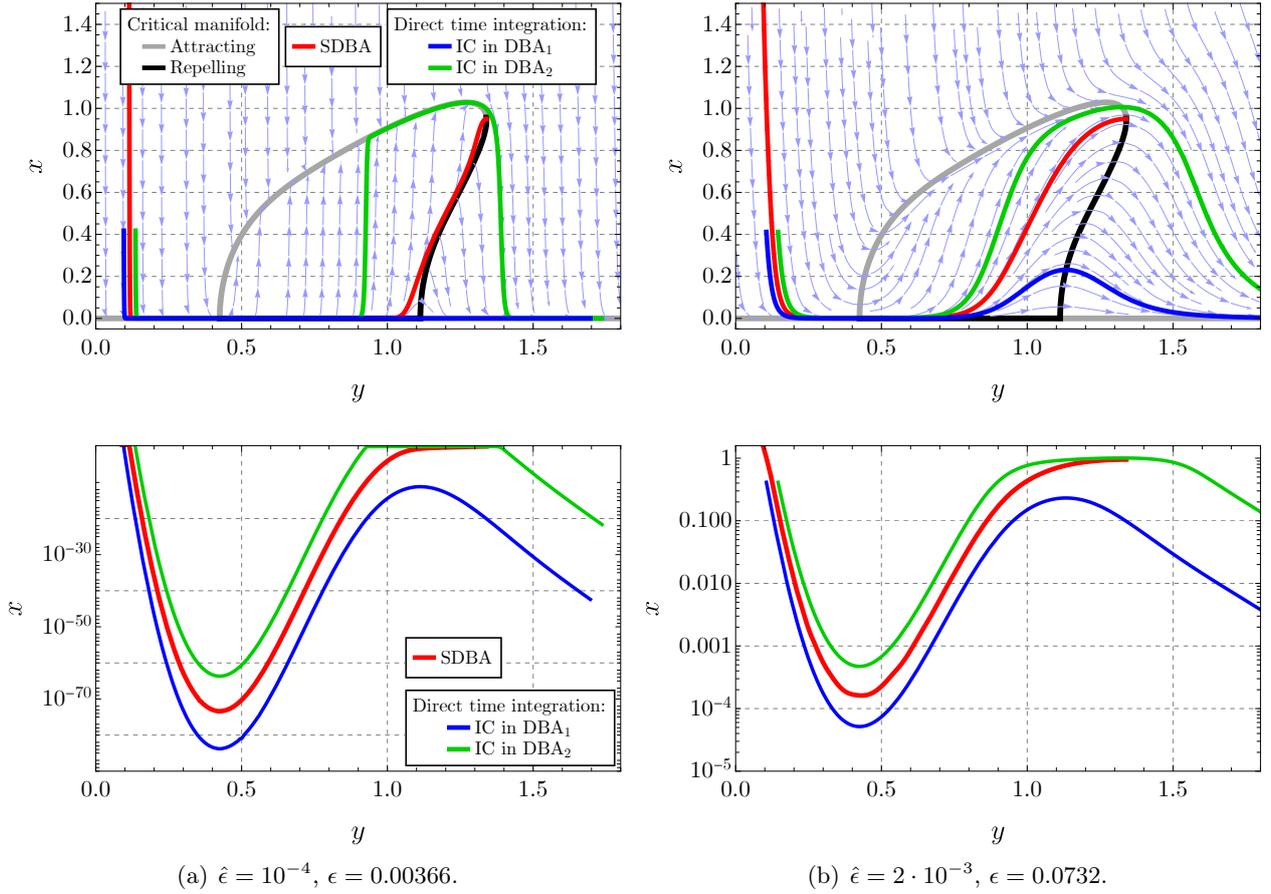 Critical manifold:
Attracting
Repelling
SDBA
Direct time integration:
IC in DBA₁
IC in DBA₂
1.4
1.2
1.0
0.8
0.6
0.4
0.2
0.0
x
0.0 0.5 1.0 1.5
y
1.4
1.2
1.0
0.8
0.6
0.4
0.2
0.0
x
0.0 0.5 1.0 1.5
y
10⁻³⁰
10⁻⁵⁰
10⁻⁷⁰
x
SDBA
Direct time integration:
IC in DBA₁
IC in DBA₂
0.0 0.5 1.0 1.5
y
1
0.100
0.010
0.001
10⁻⁴
10⁻⁵
x
0.0 0.5 1.0 1.5
y
(a) ϵ̂ = 10⁻⁴, ϵ = 0.00366.
(b) ϵ̂ = 2 · 10⁻³, ϵ = 0.0732.